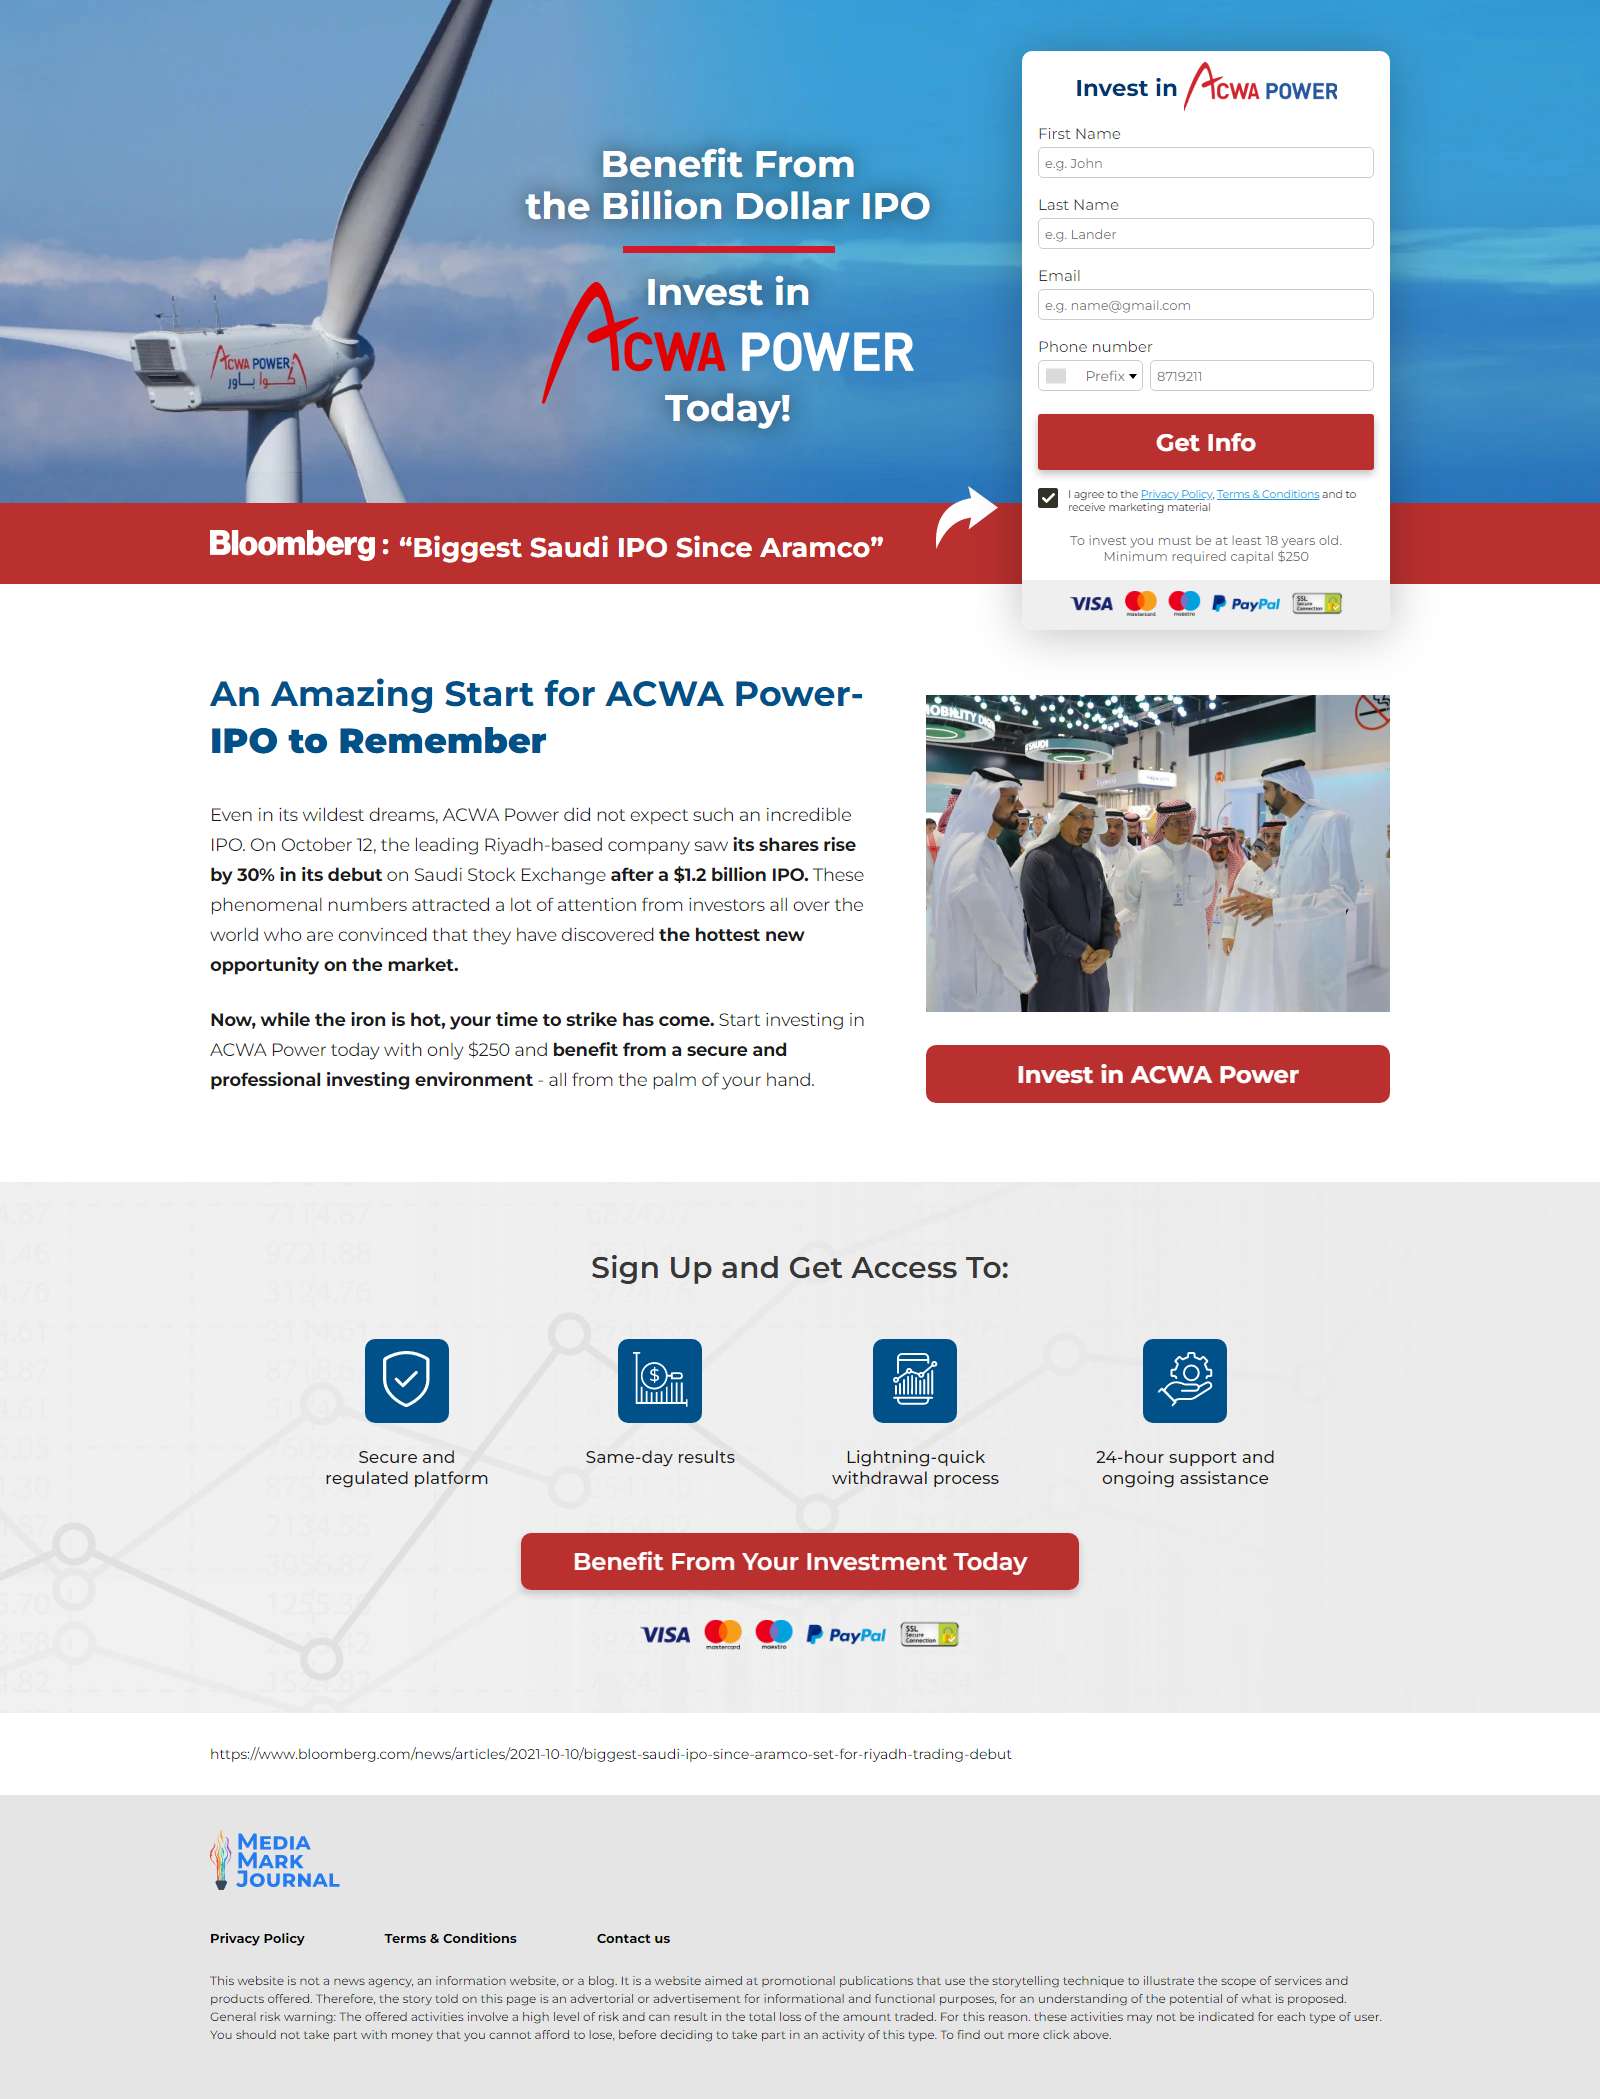 Benefit From
the Billion Dollar IPO
Invest in
ACWA POWER
Today!
ACWA POWER
أكوا باور
Bloomberg: “Biggest Saudi IPO Since Aramco”
Invest in ACWA POWER
First Name
e.g. John
Last Name
e.g. Lander
Email
e.g. name@gmail.com
Phone number
Prefix 8719211
Get Info
I agree to the Privacy Policy, Terms & Conditions and to
receive marketing material
To invest you must be at least 18 years old.
Minimum required capital $250
VISA mastercard maestro PayPal SSL Secure Connection
An Amazing Start for ACWA Power-
IPO to Remember
Even in its wildest dreams, ACWA Power did not expect such an incredible
IPO. On October 12, the leading Riyadh-based company saw its shares rise
by 30% in its debut on Saudi Stock Exchange after a $1.2 billion IPO. These
phenomenal numbers attracted a lot of attention from investors all over the
world who are convinced that they have discovered the hottest new
opportunity on the market.
Now, while the iron is hot, your time to strike has come. Start investing in
ACWA Power today with only $250 and benefit from a secure and
professional investing environment - all from the palm of your hand.
Invest in ACWA Power
Sign Up and Get Access To:
Secure and
regulated platform
Same-day results
Lightning-quick
withdrawal process
24-hour support and
ongoing assistance
Benefit From Your Investment Today
VISA mastercard maestro PayPal SSL Secure Connection
https://www.bloomberg.com/news/articles/2021-10-10/biggest-saudi-ipo-since-aramco-set-for-riyadh-trading-debut
MEDIA
MARK
JOURNAL
Privacy Policy Terms & Conditions Contact us
This website is not a news agency, an information website, or a blog. It is a website aimed at promotional publications that use the storytelling technique to illustrate the scope of services and
products offered. Therefore, the story told on this page is an advertorial or advertisement for informational and functional purposes, for an understanding of the potential of what is proposed.
General risk warning: The offered activities involve a high level of risk and can result in the total loss of the amount traded. For this reason. these activities may not be indicated for each type of user.
You should not take part with money that you cannot afford to lose, before deciding to take part in an activity of this type. To find out more click above.